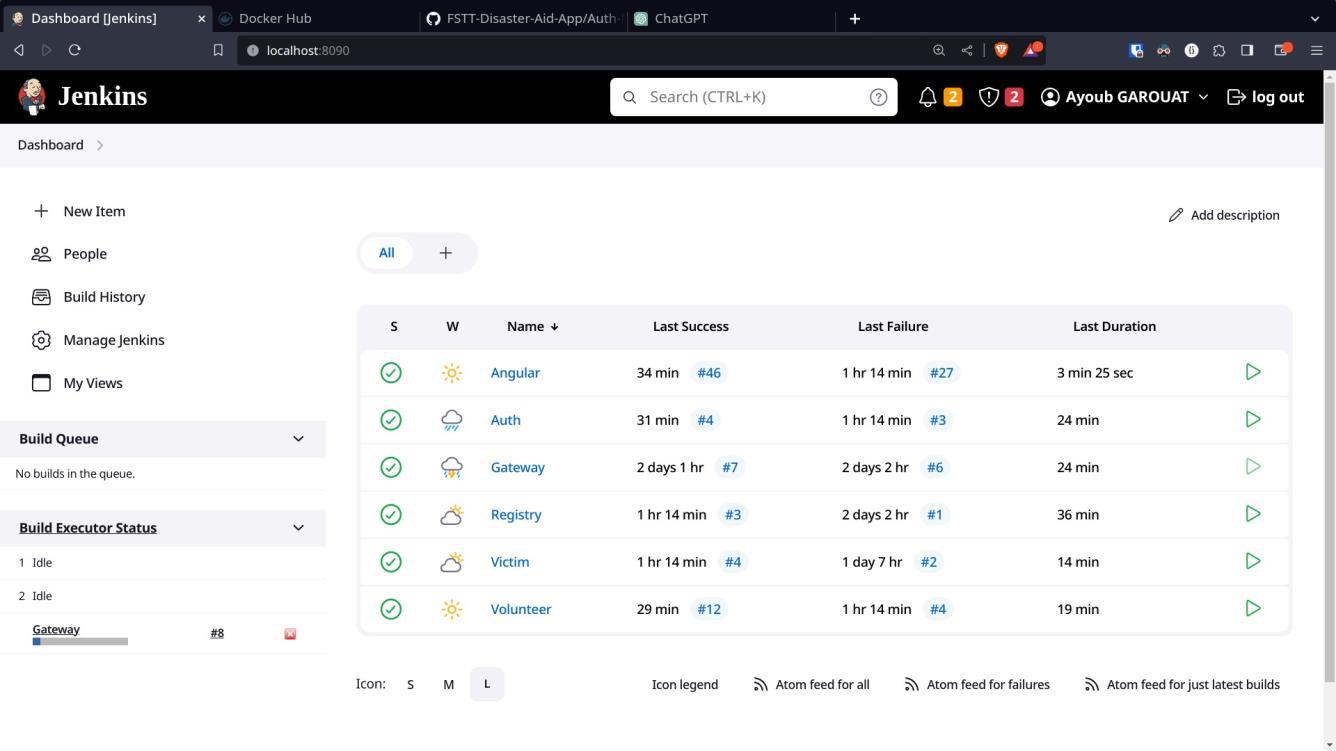 Dashboard [Jenkins]
Docker Hub
FSTT-Disaster-Aid-App/Auth-
ChatGPT
localhost:8090
Jenkins
Search (CTRL+K)
2
2
Ayoub GAROUAT
log out
Dashboard
New Item
People
Build History
Manage Jenkins
My Views
Add description
All
S W Name ↓ Last Success Last Failure Last Duration
Angular 34 min #46 1 hr 14 min #27 3 min 25 sec
Auth 31 min #4 1 hr 14 min #3 24 min
Gateway 2 days 1 hr #7 2 days 2 hr #6 24 min
Registry 1 hr 14 min #3 2 days 2 hr #1 36 min
Victim 1 hr 14 min #4 1 day 7 hr #2 14 min
Volunteer 29 min #12 1 hr 14 min #4 19 min
Build Queue
No builds in the queue.
Build Executor Status
1 Idle
2 Idle
Gateway #8
Icon: S M L
Icon legend
Atom feed for all
Atom feed for failures
Atom feed for just latest builds